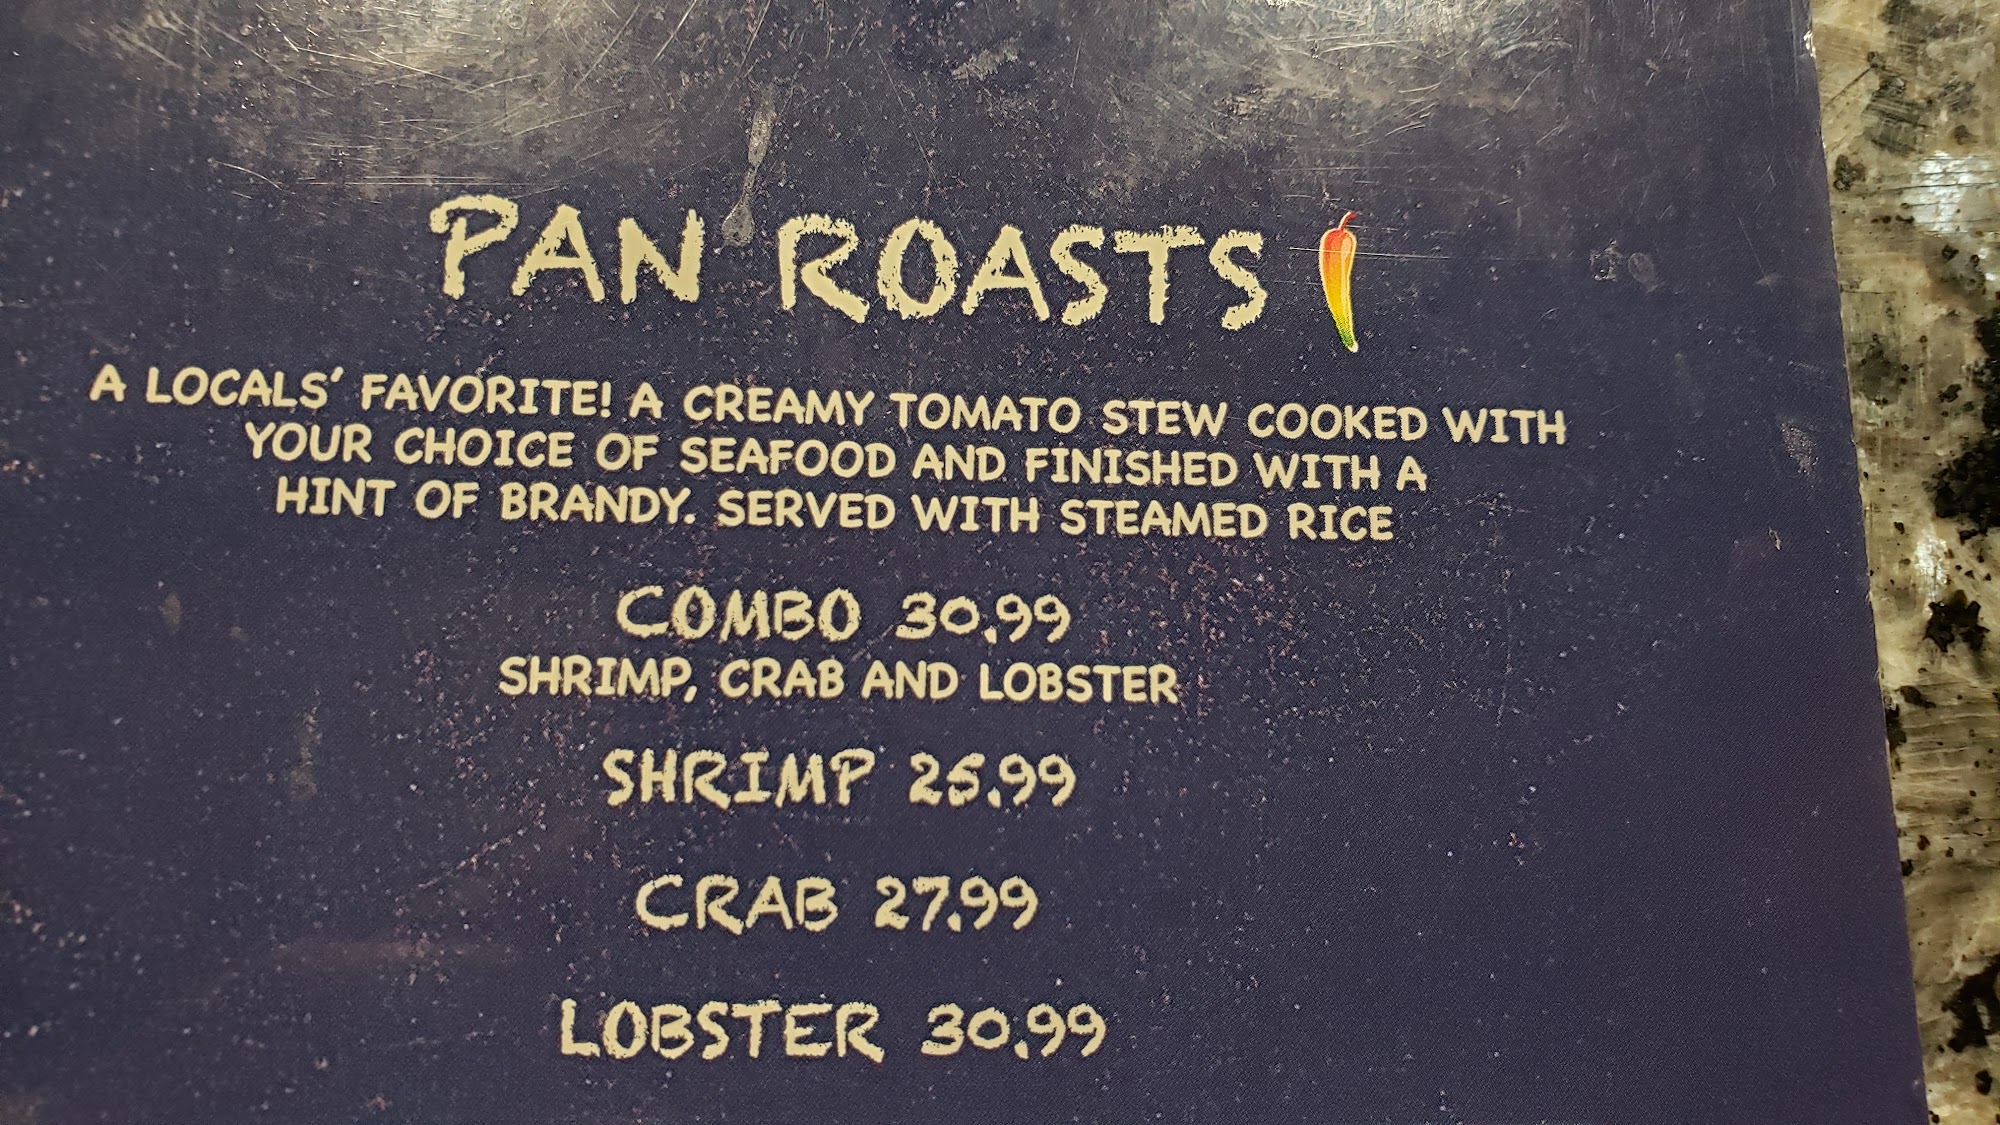 PAN ROASTS
A LOCALS' FAVORITE! A CREAMY TOMATO STEW COOKED WITH
YOUR CHOICE OF SEAFOOD AND FINISHED WITH A
HINT OF BRANDY. SERVED WITH STEAMED RICE
COMBO 30.99
SHRIMP, CRAB AND LOBSTER
SHRIMP 25.99
CRAB 27.99
LOBSTER 30.99